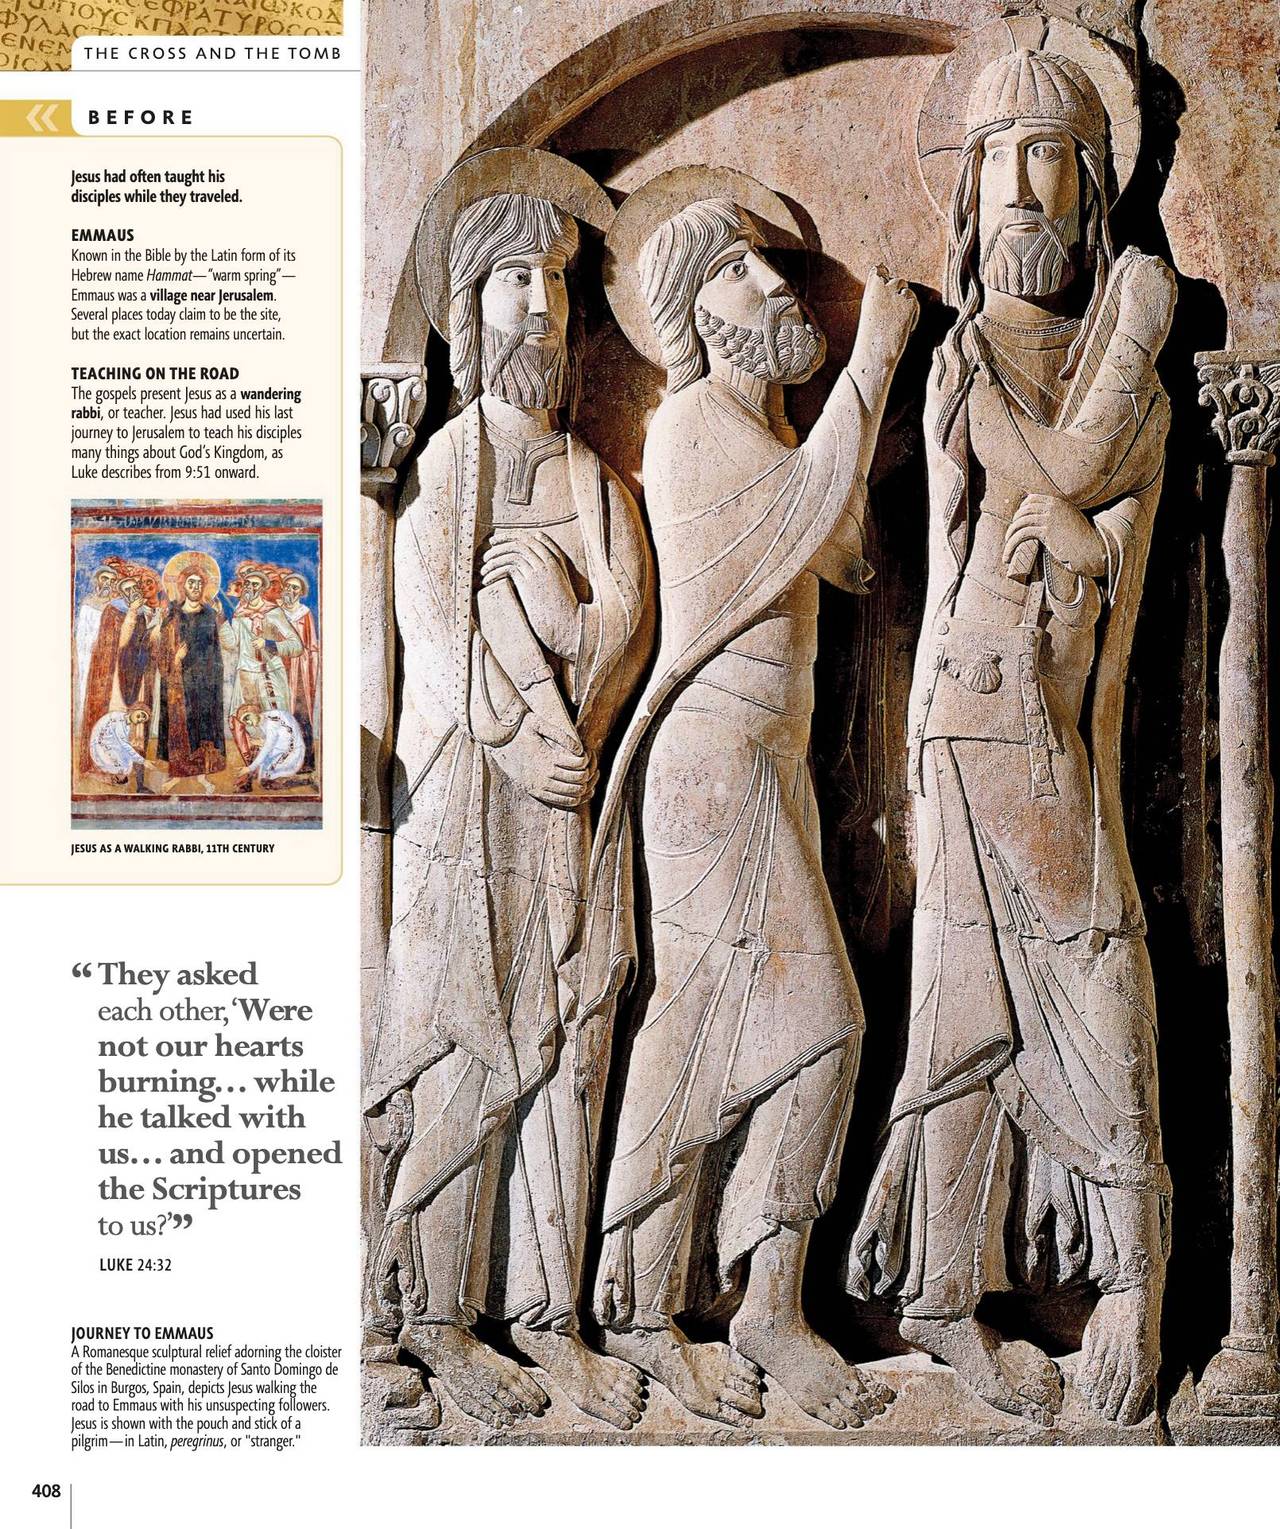 THE CROSS AND THE TOMB
BEFORE
Jesus had often taught his
disciples while they traveled.
EMMAUS
Known in the Bible by the Latin form of its
Hebrew name Hammat—“warm spring”—
Emmaus was a village near Jerusalem.
Several places today claim to be the site,
but the exact location remains uncertain.
TEACHING ON THE ROAD
The gospels present Jesus as a wandering
rabbi, or teacher. Jesus had used his last
journey to Jerusalem to teach his disciples
many things about God’s Kingdom, as
Luke describes from 9:51 onward.
JESUS AS A WALKING RABBI, 11TH CENTURY
“They asked
each other, ‘Were
not our hearts
burning... while
he talked with
us... and opened
the Scriptures
to us?’”
LUKE 24:32
JOURNEY TO EMMAUS
A Romanesque sculptural relief adorning the cloister
of the Benedictine monastery of Santo Domingo de
Silos in Burgos, Spain, depicts Jesus walking the
road to Emmaus with his unsuspecting followers.
Jesus is shown with the pouch and stick of a
pilgrim—in Latin, peregrinus, or "stranger."
408